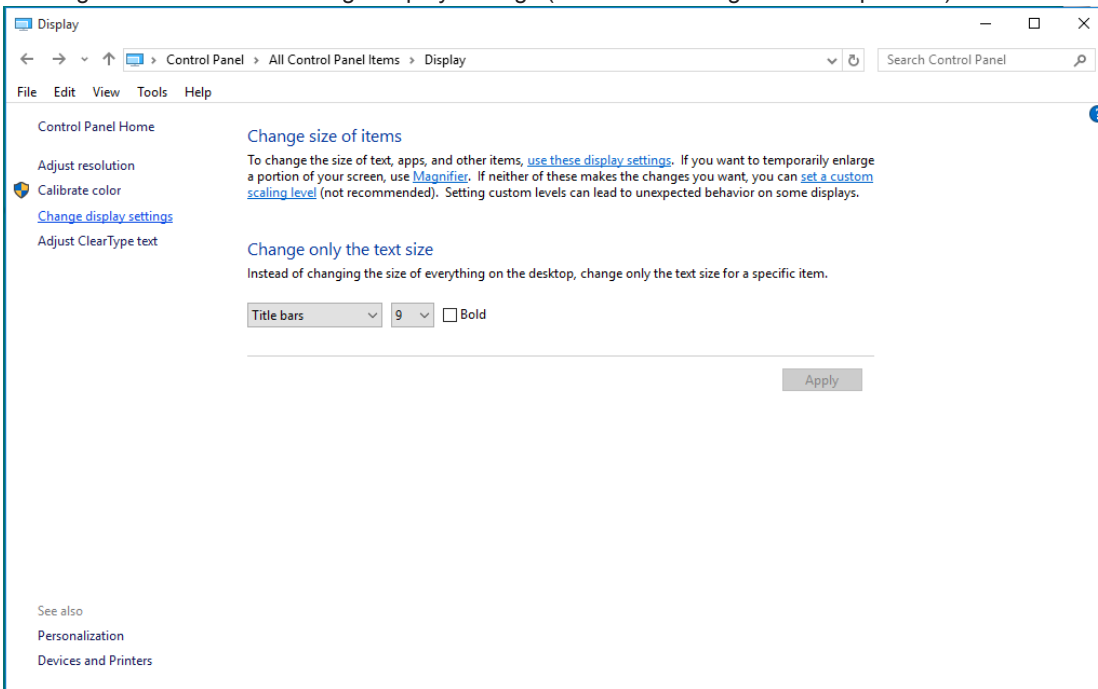 Display
Control Panel > All Control Panel Items > Display
Search Control Panel
File Edit View Tools Help
Control Panel Home
Adjust resolution
Calibrate color
Change display settings
Adjust ClearType text
Change size of items
To change the size of text, apps, and other items, use these display settings. If you want to temporarily enlarge
a portion of your screen, use Magnifier. If neither of these makes the changes you want, you can set a custom
scaling level (not recommended). Setting custom levels can lead to unexpected behavior on some displays.
Change only the text size
Instead of changing the size of everything on the desktop, change only the text size for a specific item.
Title bars 9 Bold
Apply
See also
Personalization
Devices and Printers